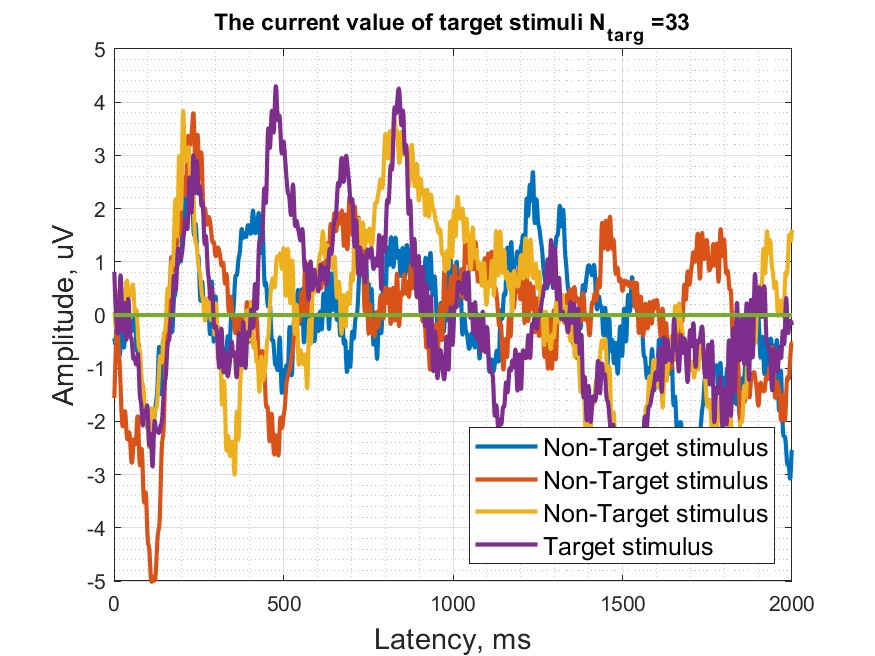 The current value of target stimuli N_targ =33
Amplitude, uV
5
4
3
2
1
0
-1
-2
-3
-4
-5
Non-Target stimulus
Non-Target stimulus
Non-Target stimulus
Target stimulus
0 500 1000 1500 2000
Latency, ms